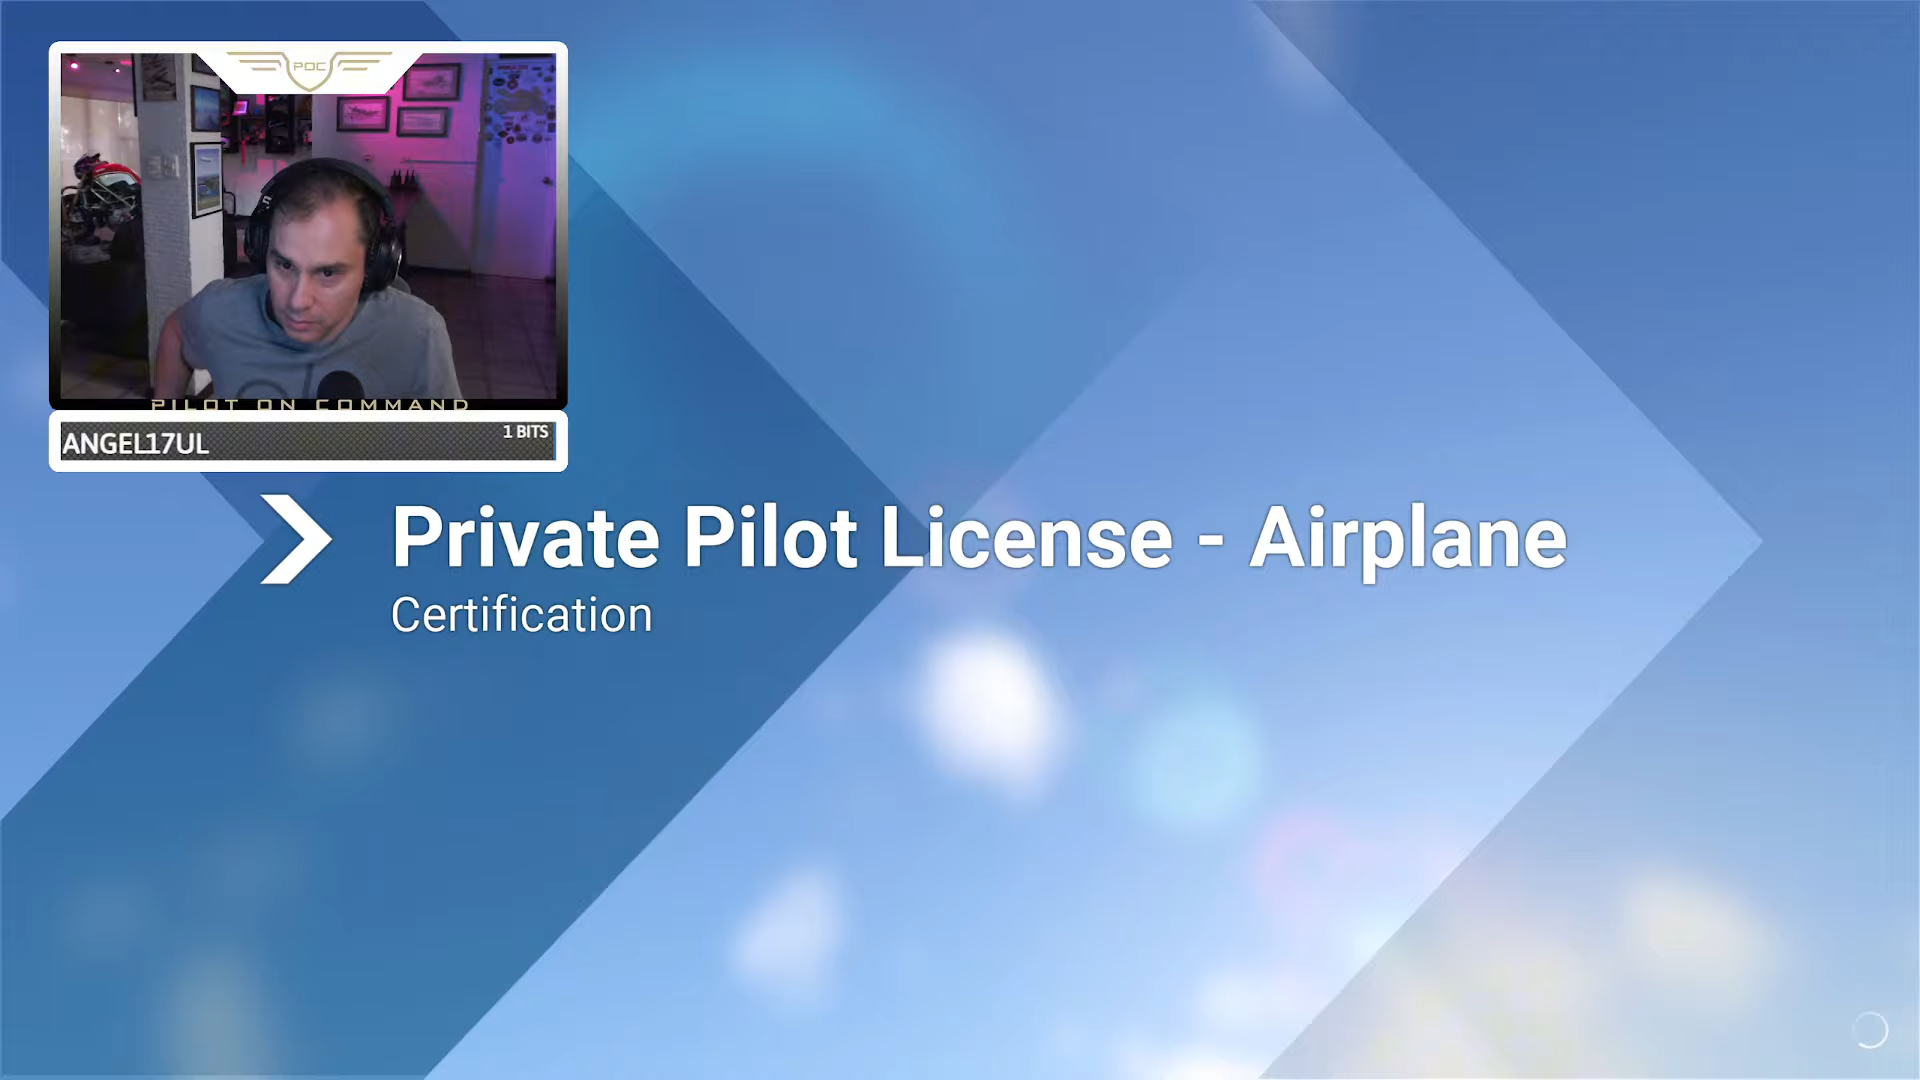 POC
PILOT ON COMMAND
ANGEL17UL
1 BITS
Private Pilot License - Airplane
Certification